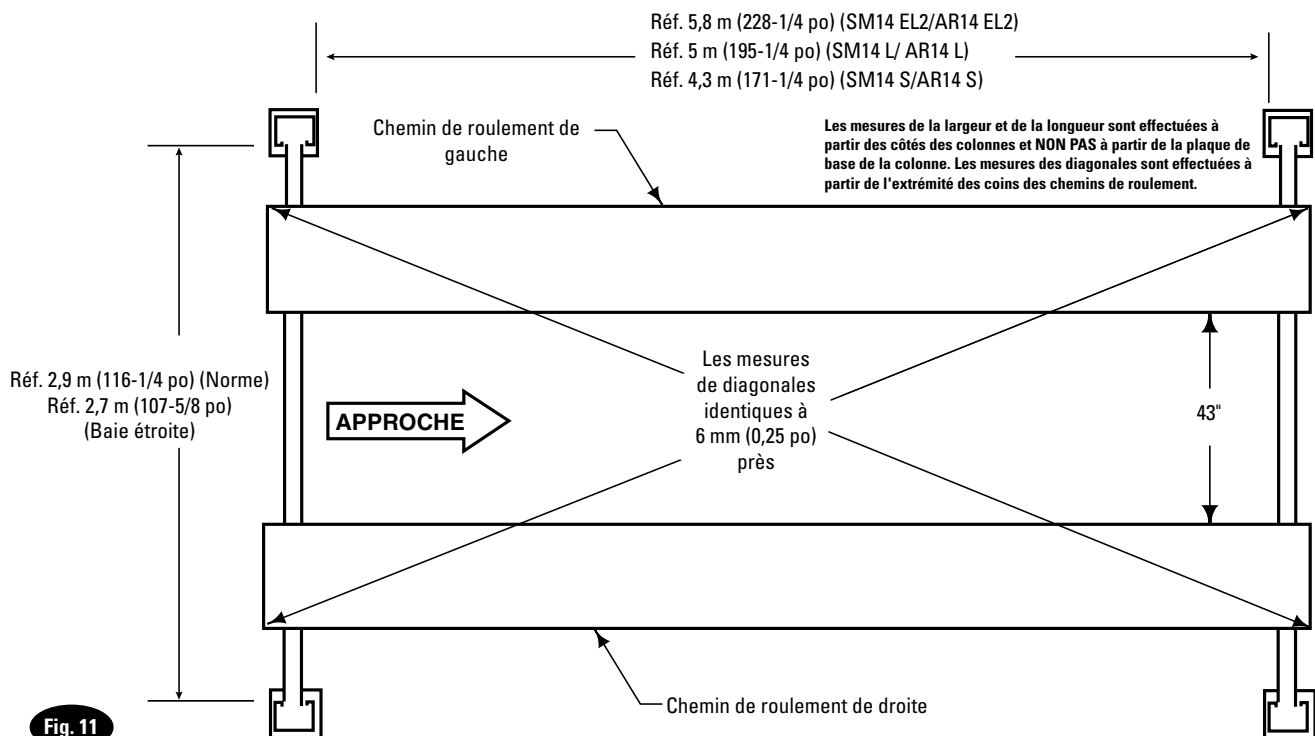 Réf. 5,8 m (228-1/4 po) (SM14 EL2/AR14 EL2)
Réf. 5 m (195-1/4 po) (SM14 L/ AR14 L)
Réf. 4,3 m (171-1/4 po) (SM14 S/AR14 S)
Chemin de roulement de
gauche
Les mesures de la largeur et de la longueur sont effectuées à
partir des côtés des colonnes et NON PAS à partir de la plaque de
base de la colonne. Les mesures des diagonales sont effectuées à
partir de l'extrémité des coins des chemins de roulement.
Réf. 2,9 m (116-1/4 po) (Norme)
Réf. 2,7 m (107-5/8 po)
(Baie étroite)
APPROCHE
Les mesures
de diagonales
identiques à
6 mm (0,25 po)
près
43"
Chemin de roulement de droite
Fig. 11